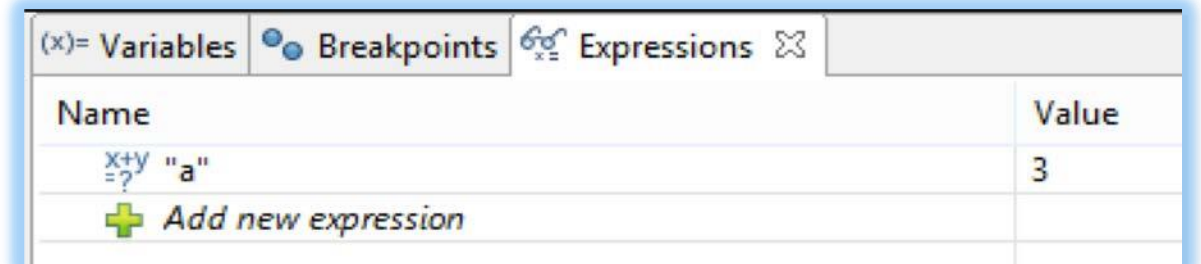 (x)= Variables Breakpoints Expressions
Name Value
x+y =? "a" 3
Add new expression